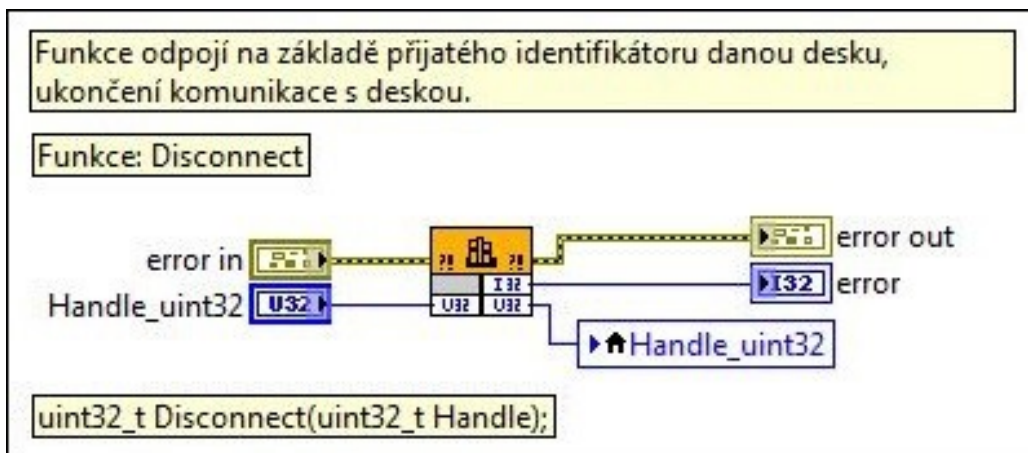 Funkce odpojí na základě přijatého identifikátoru danou desku,
ukončení komunikace s deskou.
Funkce: Disconnect
error in
error out
?! ?!
I32
I32 error
Handle_uint32 U32
U32 U32
Handle_uint32
uint32_t Disconnect(uint32_t Handle);